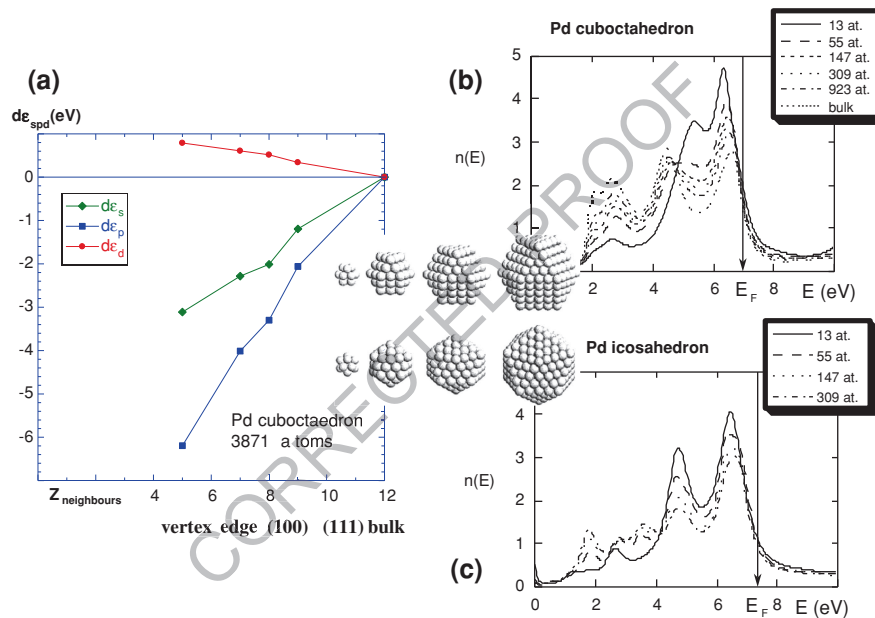 (a)
dε_spd(eV)
0
-1
-2
-3
-4
-5
-6
dε_s
dε_p
dε_d
Pd cuboctaedron
3871 a toms
Z_neighbours
4
6
8
10
12
vertex edge (100) (111) bulk
CORRECTED PROOF
Pd cuboctahedron
(b)
13 at.
55 at.
147 at.
309 at.
923 at.
bulk
5
4
3
2
1
n(E)
2
4
6
E_F
8
E (eV)
Pd icosahedron
13 at.
55 at.
147 at.
309 at.
4
3
2
1
0
n(E)
(c)
0
2
4
6
E_F
8
E (eV)